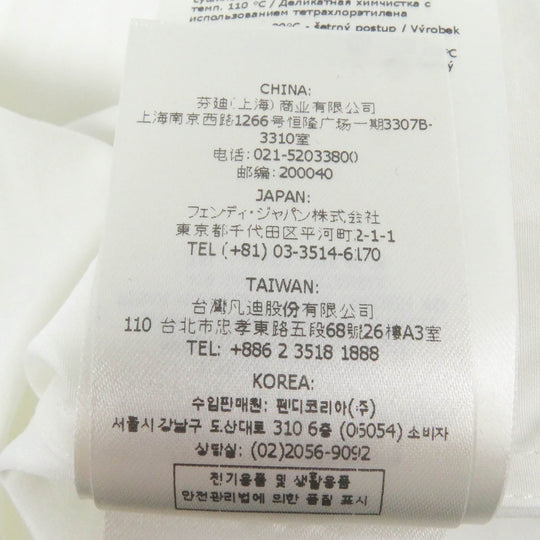 темп. 110 °C / Деликатная химчистка с
использованием тетрахлорэтилена
- šetrný postup / Výrobek
CHINA:
芬迪(上海) 商业有限公司
上海南京西路1266号恒隆广场一期3307B-
3310室
电话: 021-52033800
邮编: 200040
JAPAN:
フェンディ・ジャパン株式会社
東京都千代田区平河町2-1-1
TEL (+81) 03-3514-6170
TAIWAN:
台灣凡迪股份有限公司
110 台北市忠孝東路五段68號26樓A3室
TEL: +886 2 3518 1888
KOREA:
수입판매원: 펜디코리아(주)
서울시 강남구 도산대로 310 6층 (06054) 소비자
상담실: (02)2056-9092
전기용품 및 생활용품
안전관리법에 의한 품질 표시